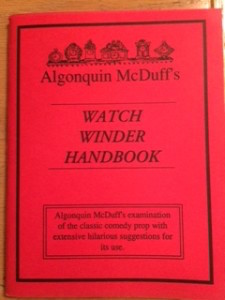 Algonquin McDuff's
WATCH
WINDER
HANDBOOK
Algonquin McDuff's examination
of the classic comedy prop with
extensive hilarious suggestions for
its use.